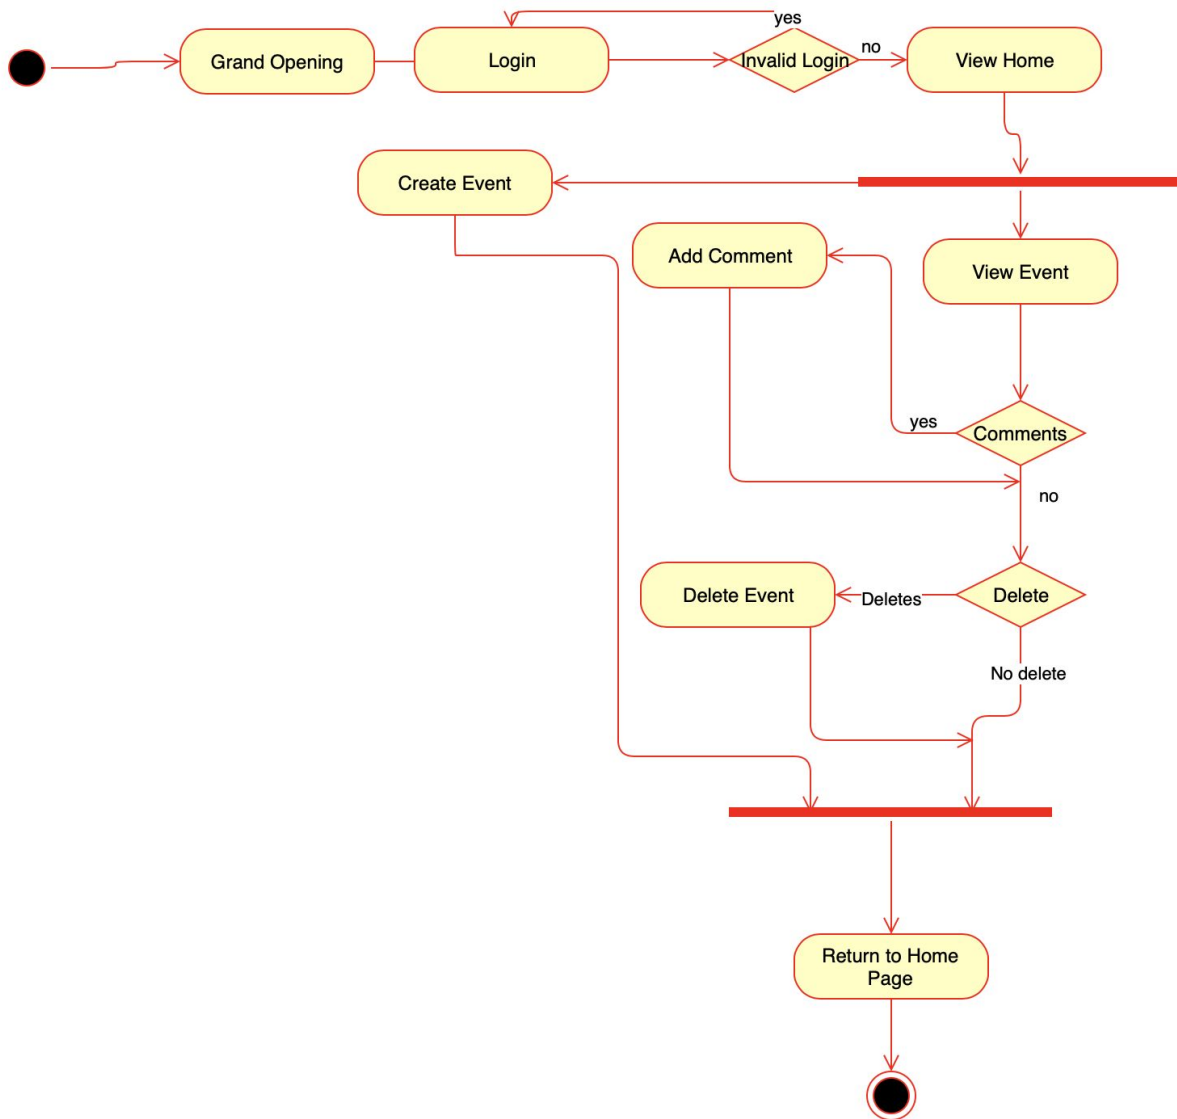 yes
Grand Opening
Login
Invalid Login
no
View Home
Create Event
Add Comment
View Event
yes
Comments
no
Delete Event
Deletes
Delete
No delete
Return to Home
Page